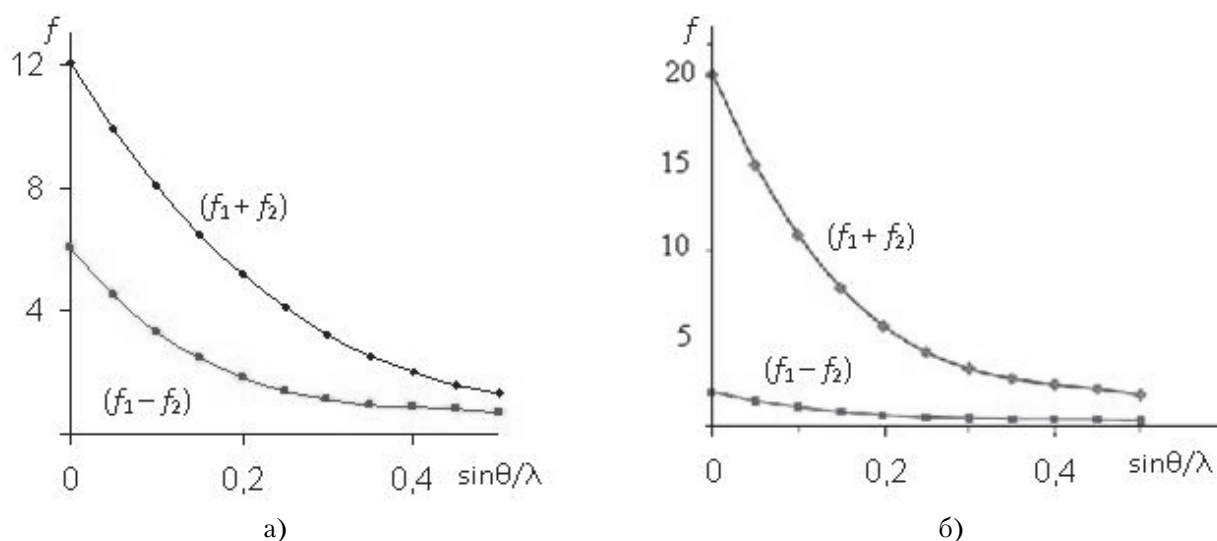 f
12
8
4
(f₁ + f₂)
(f₁ – f₂)
0 0,2 0,4 sinθ/λ
а)
f
20
15
10
5
(f₁ + f₂)
(f₁ – f₂)
0 0,2 0,4 sinθ/λ
б)